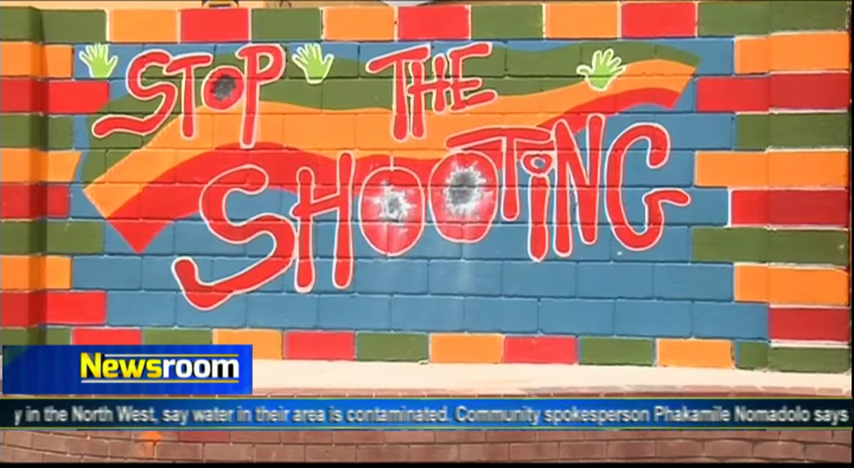 STOP THE
SHOOTiNG
Newsroom
y in the North West, say water in their area is contaminated. Community spokesperson Phakamile Nomadolo says